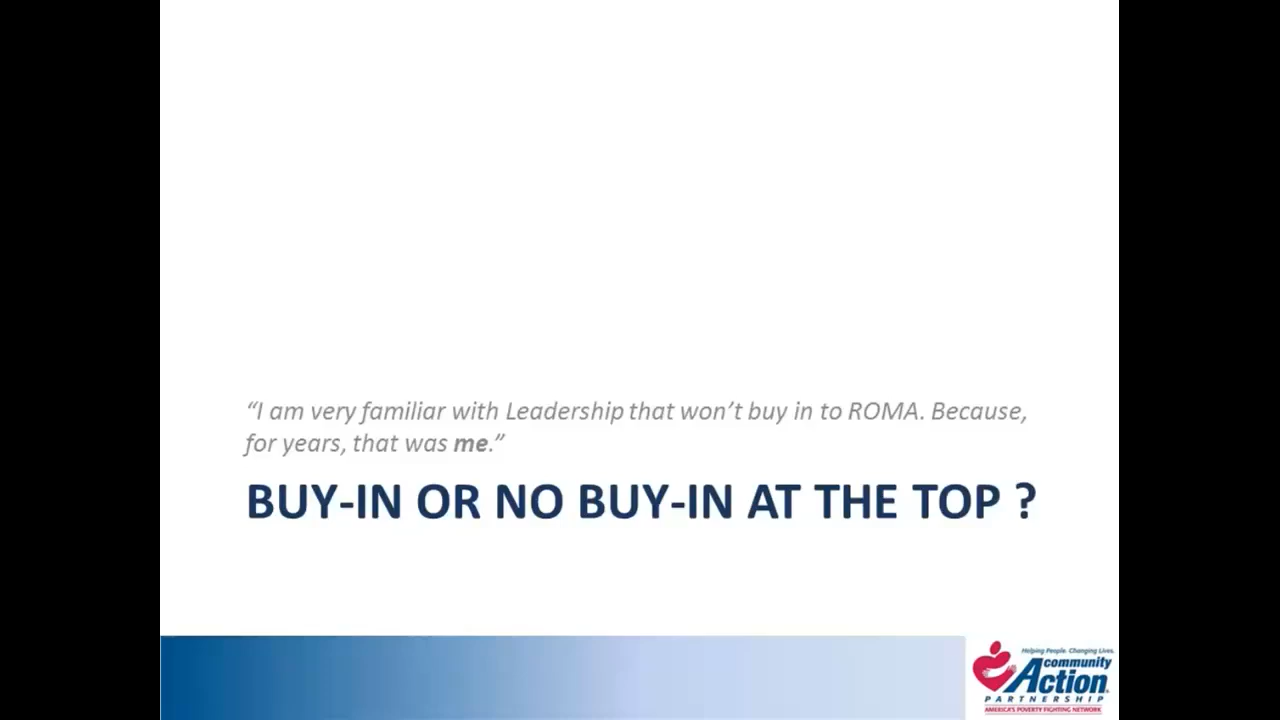 “I am very familiar with Leadership that won’t buy in to ROMA. Because,
for years, that was me.”
BUY-IN OR NO BUY-IN AT THE TOP ?
Helping People. Changing Lives.
community
Action
PARTNERSHIP
AMERICA'S POVERTY FIGHTING NETWORK